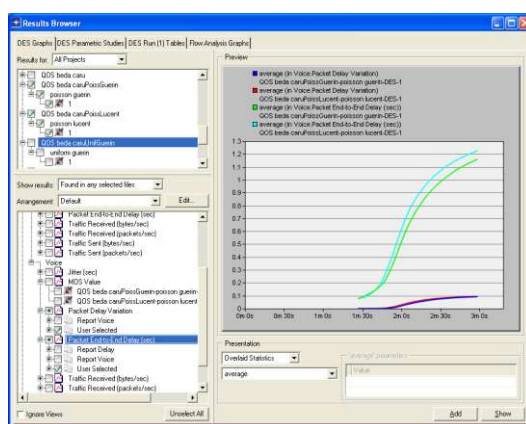 Results Browser
DES Graphs DES Parametric Studies DES Run (1) Tables Flow Analysis Graphs
Results for: All Projects
QOS beda caru
QOS beda caruPoissGuerin
poisson guerin
1
QOS beda caruPoissLucent
poisson lucent
1
QOS beda caruUnifGuerin
uniform guerin
1
Show results: Found in any selected files
Arrangement: Default Edit...
Packet End-to-End Delay (sec)
Traffic Received (bytes/sec)
Traffic Received (packets/sec)
Traffic Sent (bytes/sec)
Traffic Sent (packets/sec)
Voice
Jitter (sec)
MOS Value
QOS beda caruPoissGuerin-poisson guerin-
QOS beda caruPoissLucent-poisson lucent
Packet Delay Variation
Report Voice
User Selected
Packet End-to-End Delay (sec)
Report Delay
Report Voice
User Selected
Traffic Received (bytes/sec)
Traffic Received (packets/sec)
Ignore Views Unselect All
Preview
average (in Voice.Packet Delay Variation)
QOS beda caruPoissGuerin-poisson guerin-DES-1
average (in Voice.Packet Delay Variation)
QOS beda caruPoissLucent-poisson lucent-DES-1
average (in Voice.Packet End-to-End Delay (sec))
QOS beda caruPoissGuerin-poisson guerin-DES-1
average (in Voice.Packet End-to-End Delay (sec))
QOS beda caruPoissLucent-poisson lucent-DES-1
1.3
1.2
1.1
1
0.9
0.8
0.7
0.6
0.5
0.4
0.3
0.2
0.1
0
0m 0s 0m 30s 1m 0s 1m 30s 2m 0s 2m 30s 3m 0s
Presentation
Overlaid Statistics
average
'average' parameters
Value
Add Show